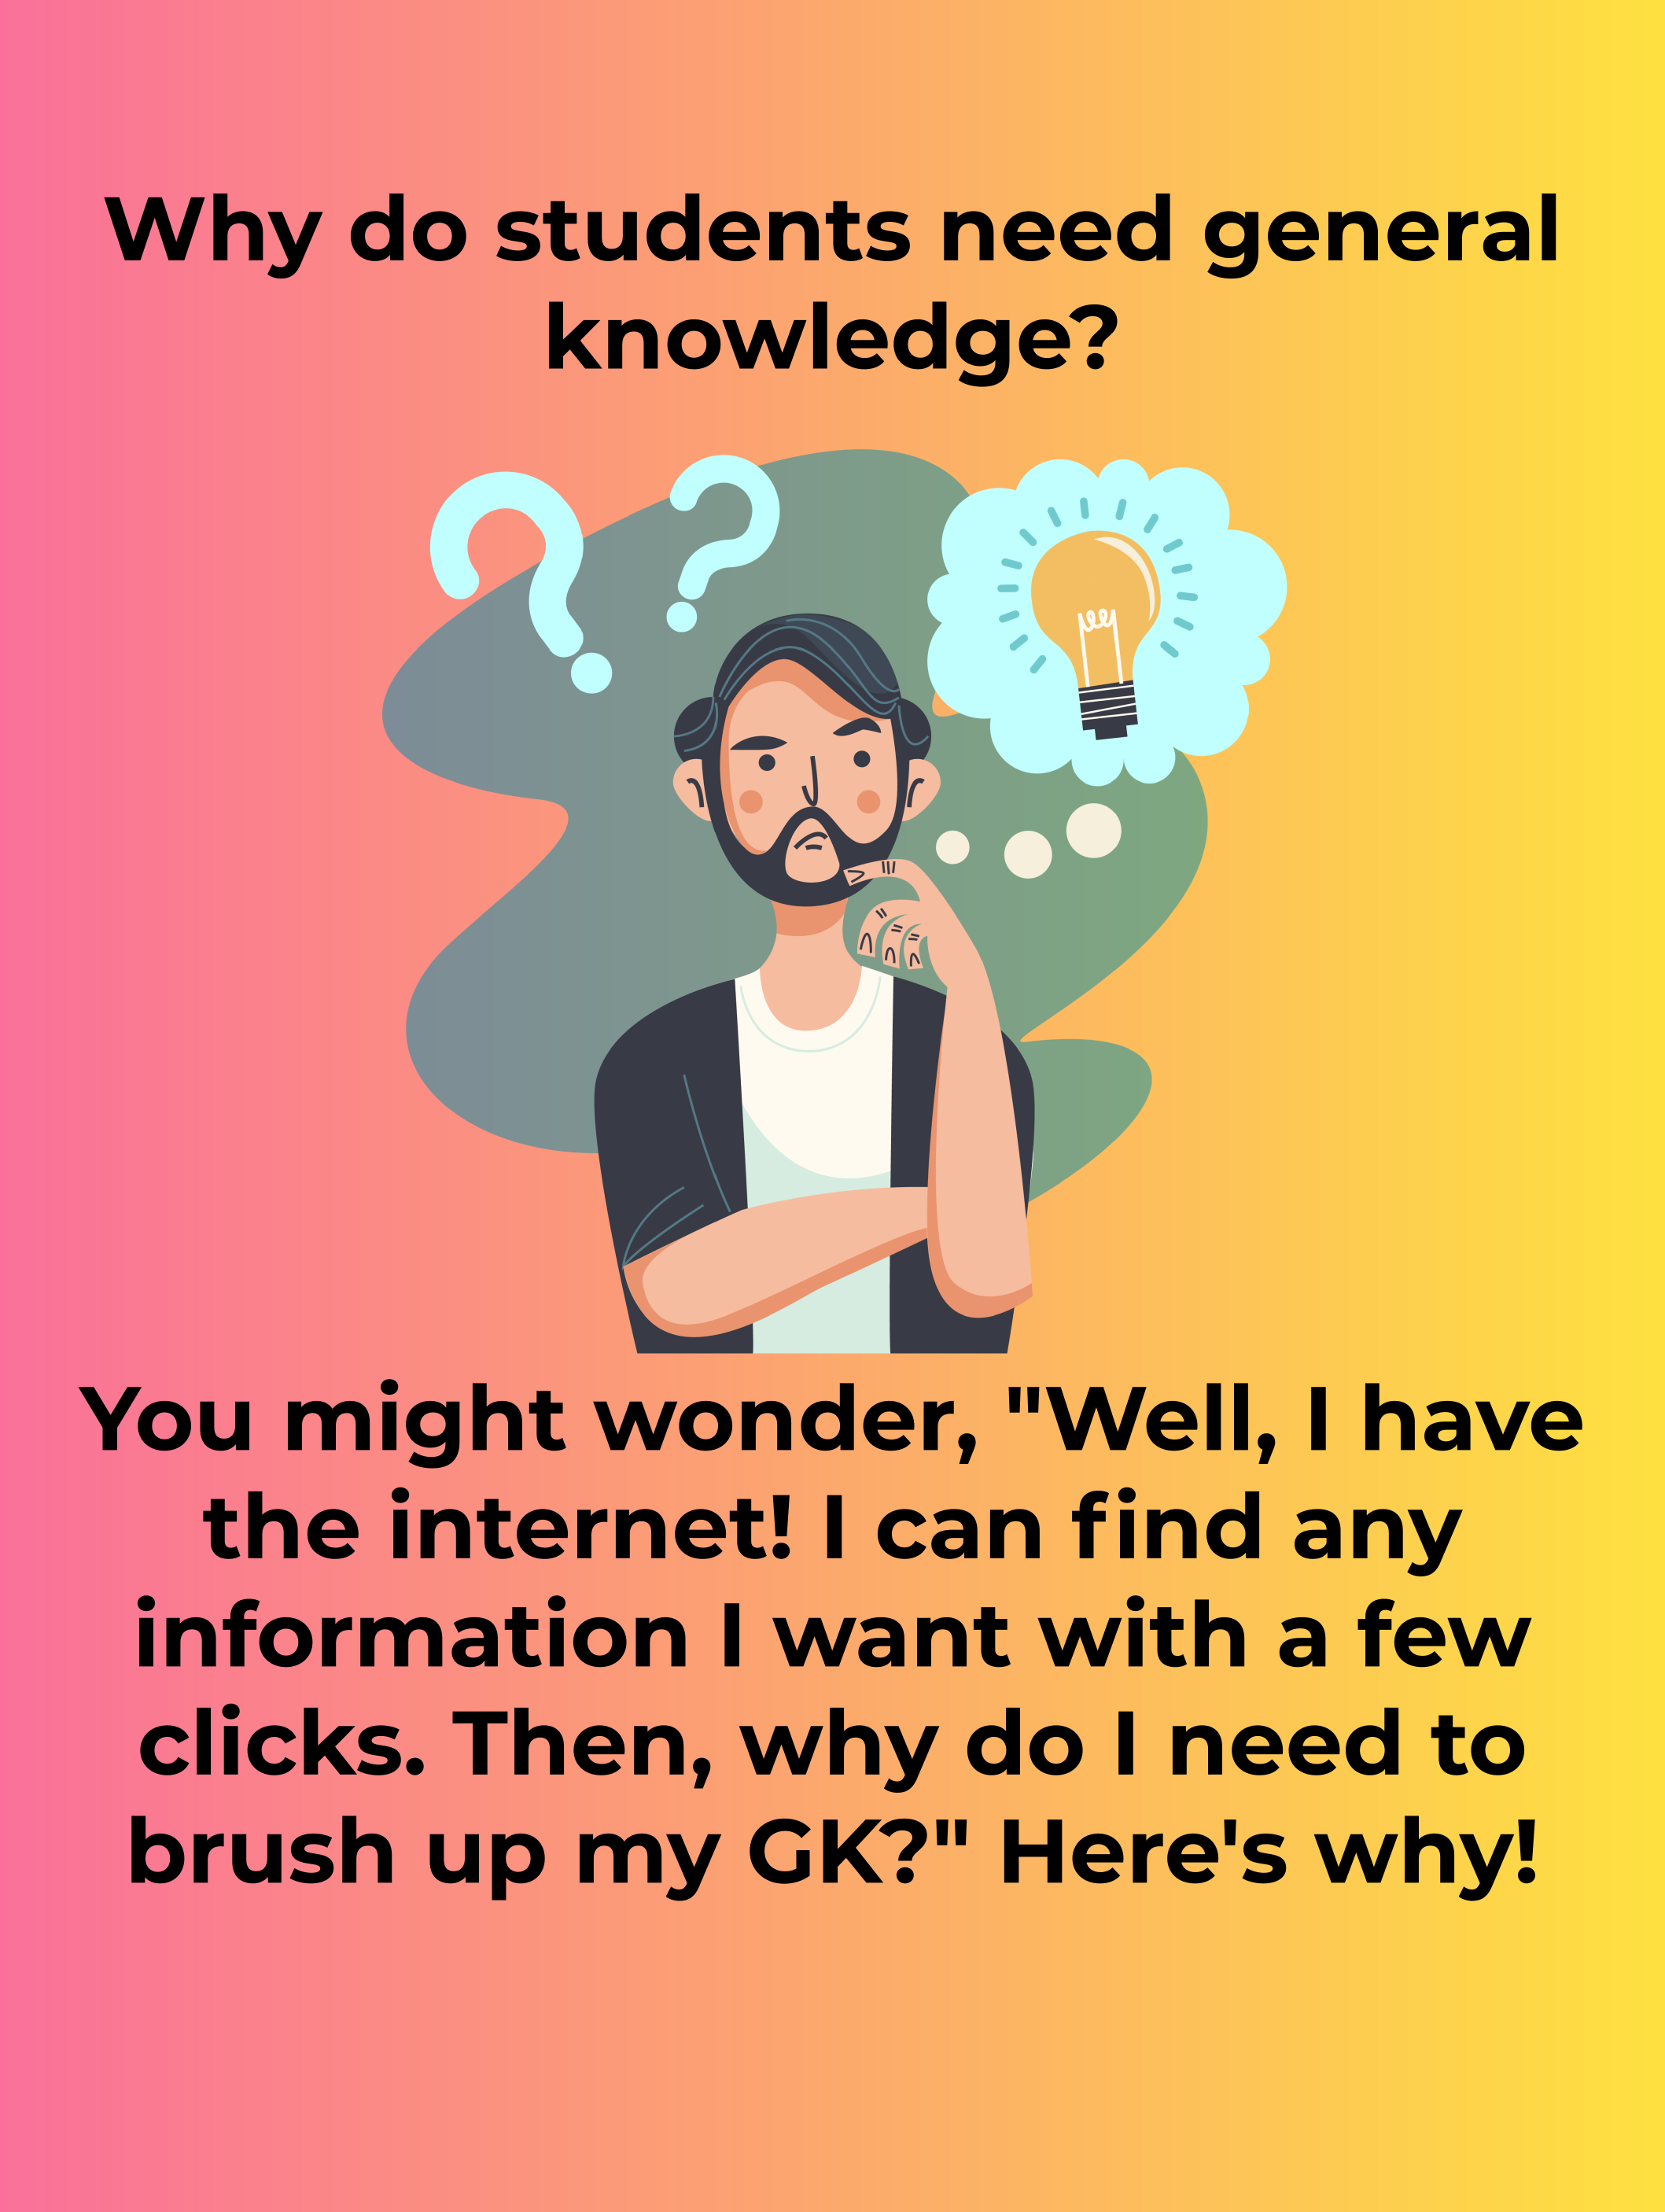 Why do students need general
knowledge?
You might wonder, "Well, I have
the internet! I can find any
information I want with a few
clicks. Then, why do I need to
brush up my GK?" Here's why!